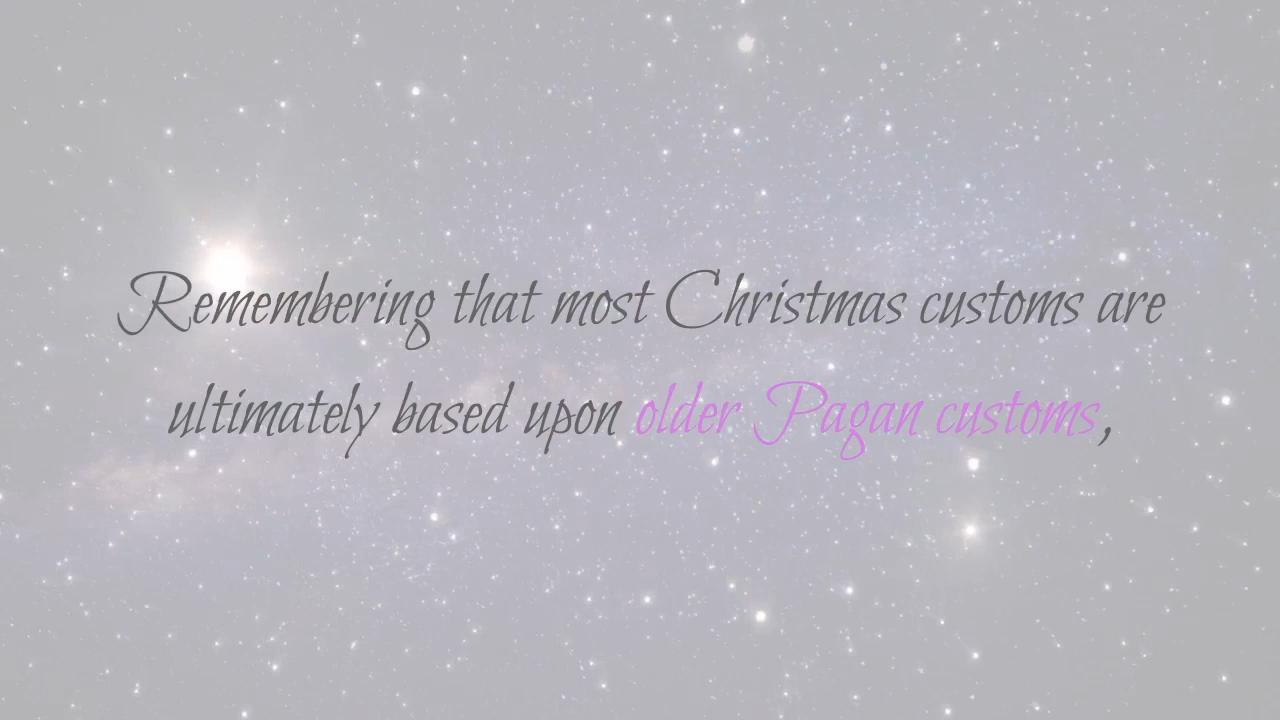 Remembering that most Christmas customs are
ultimately based upon older Pagan customs,